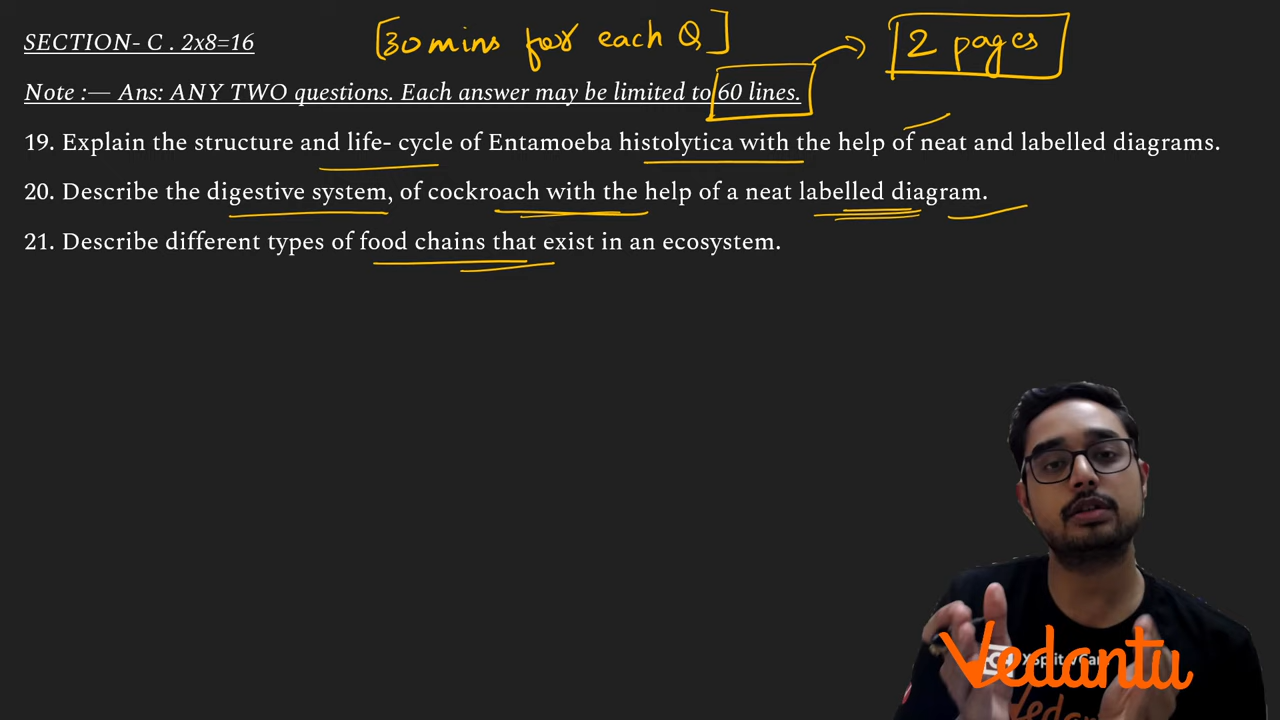 SECTION- C . 2x8=16 [30 mins for each Q] 2 pages
Note :— Ans: ANY TWO questions. Each answer may be limited to 60 lines.
19. Explain the structure and life- cycle of Entamoeba histolytica with the help of neat and labelled diagrams.
20. Describe the digestive system, of cockroach with the help of a neat labelled diagram.
21. Describe different types of food chains that exist in an ecosystem.
Vedantu